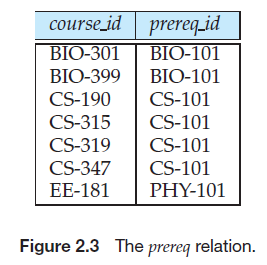 course_id prereq_id
BIO-301 BIO-101
BIO-399 BIO-101
CS-190 CS-101
CS-315 CS-101
CS-319 CS-101
CS-347 CS-101
EE-181 PHY-101
Figure 2.3 The prereq relation.